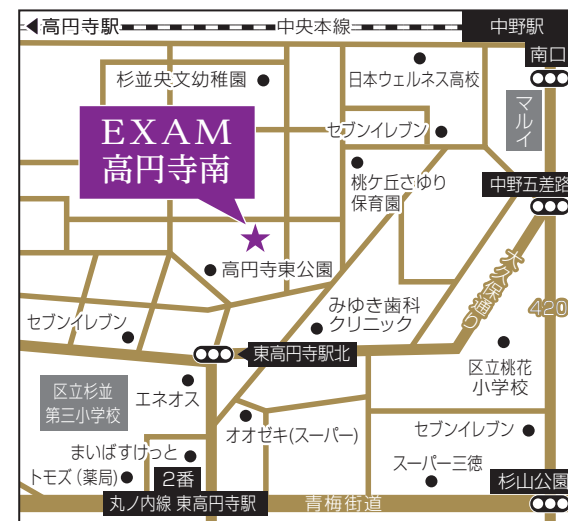 ◀高円寺駅
中央本線
中野駅
南口
杉並央文幼稚園
日本ウェルネス高校
マルイ
EXAM
高円寺南
セブンイレブン
桃ケ丘さゆり
保育園
中野五差路
高円寺東公園
大久保通り
420
みゆき歯科
クリニック
セブンイレブン
東高円寺駅北
区立桃花
小学校
区立杉並
第三小学校
エネオス
オオゼキ(スーパー)
セブンイレブン
まいばすけっと
トモズ(薬局)
2番
スーパー三徳
杉山公園
丸ノ内線 東高円寺駅
青梅街道